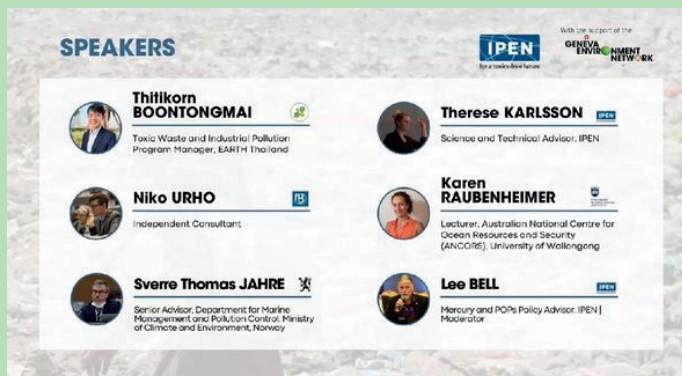 SPEAKERS
IPEN
for a toxics-free future
With the support of the
GENEVA
ENVIRONMENT
NETWORK
Thitikorn
BOONTONGMAI
Toxic Waste and Industrial Pollution
Program Manager, EARTH Thailand
Therese KARLSSON
IPEN
Science and Technical Advisor, IPEN
Niko URHO
Independent Consultant
Karen
RAUBENHEIMER
Lecturer, Australian National Centre for
Ocean Resources and Security
(ANCORS), University of Wollongong
Sverre Thomas JAHRE
Senior Advisor, Department for Marine
Management and Pollution Control, Ministry
of Climate and Environment, Norway
Lee BELL
IPEN
Mercury and POPs Policy Advisor, IPEN |
Moderator